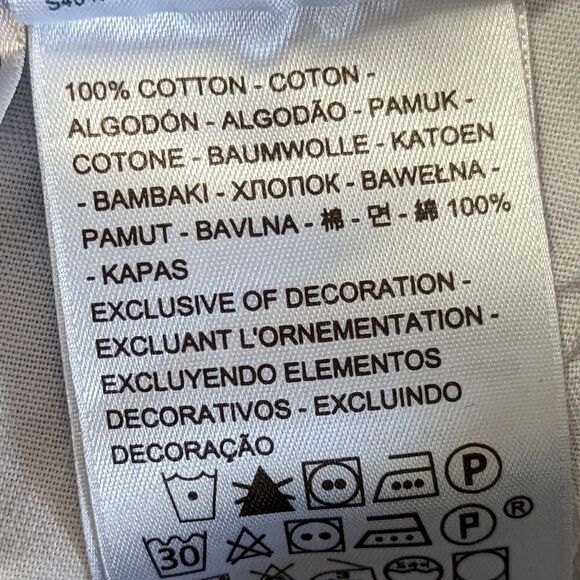 100% COTTON - COTON -
ALGODÓN - ALGODÃO - PAMUK -
COTONE - BAUMWOLLE - KATOEN
- BAMBAKI - ХЛОПОК - BAWEŁNA -
PAMUT - BAVLNA - 棉 - 면 - 綿 100%
- KAPAS
EXCLUSIVE OF DECORATION -
EXCLUANT L'ORNEMENTATION -
EXCLUYENDO ELEMENTOS
DECORATIVOS - EXCLUINDO
DECORAÇÃO
P
30 P ®